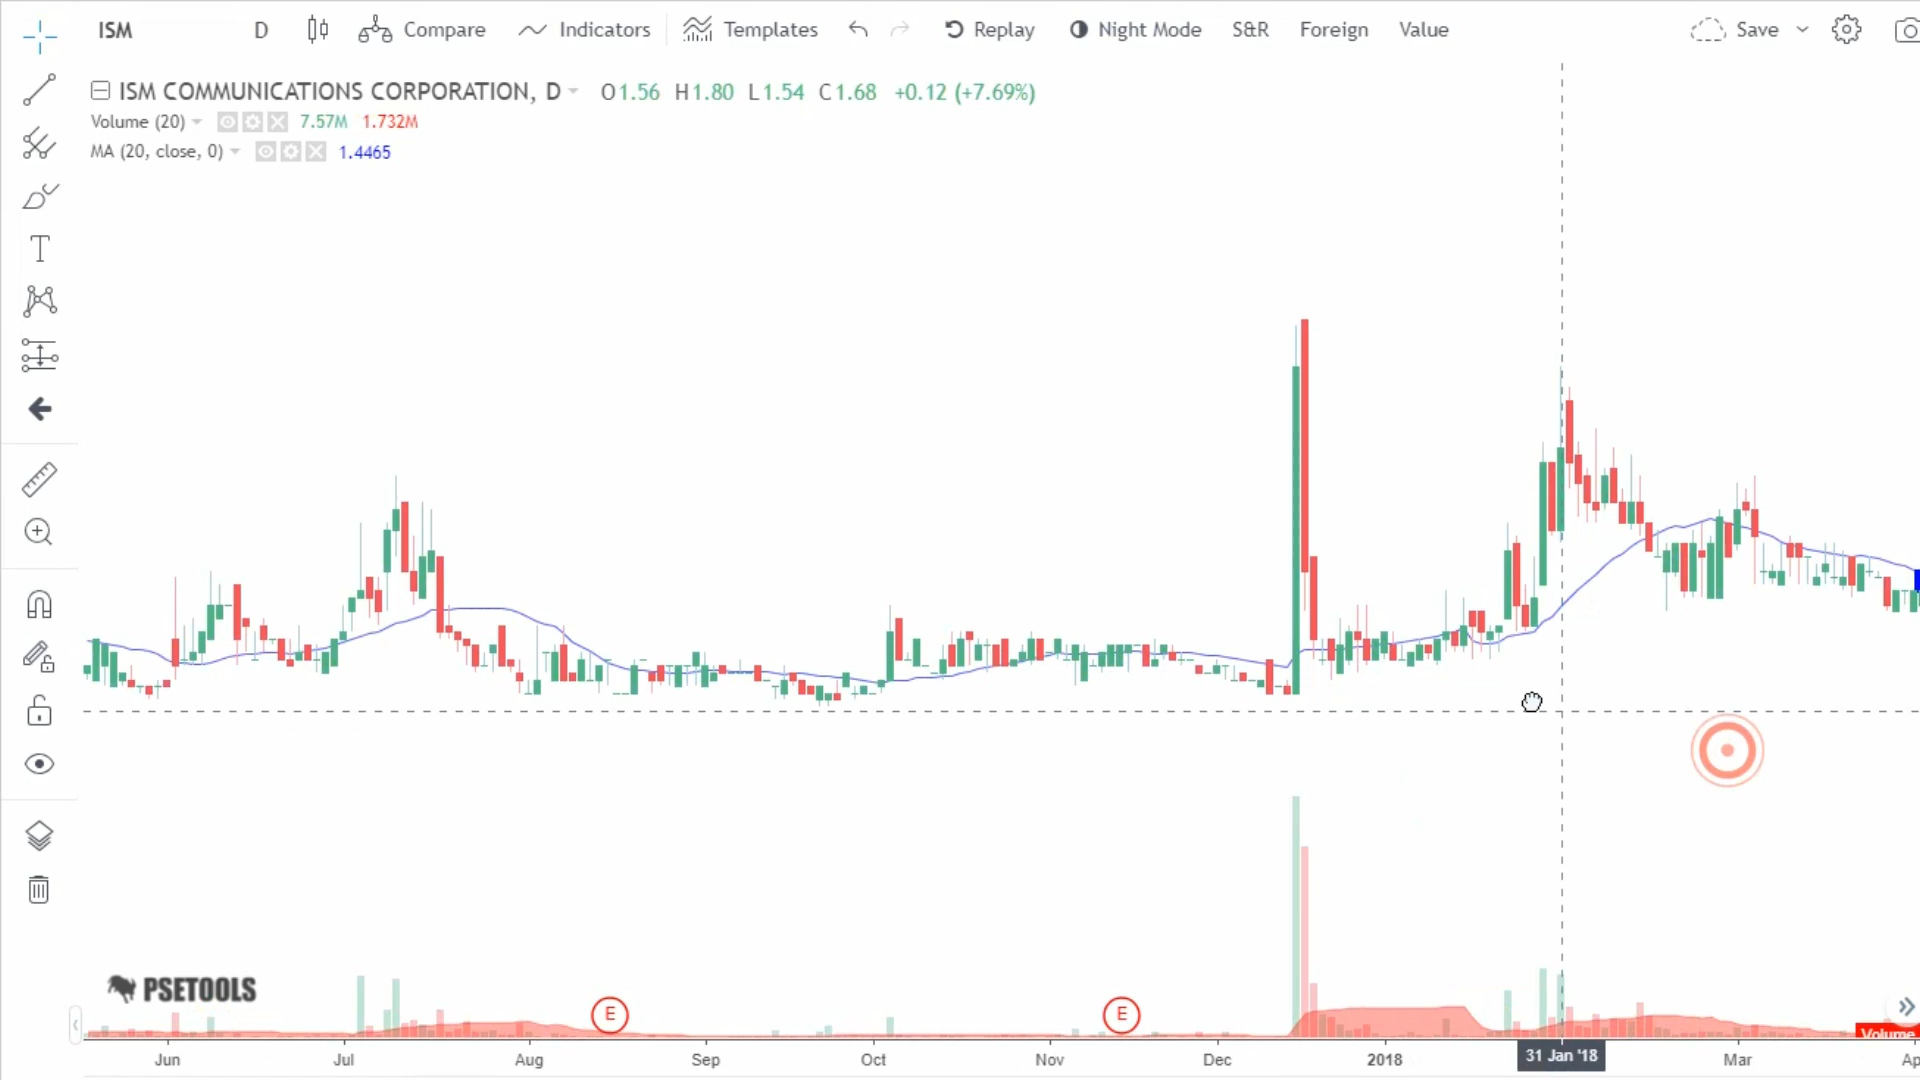 ISM D Compare Indicators Templates Replay Night Mode S&R Foreign Value Save
ISM COMMUNICATIONS CORPORATION, D O1.56 H1.80 L1.54 C1.68 +0.12 (+7.69%)
Volume (20) 7.57M 1.732M
MA (20, close, 0) 1.4465
T
PSETOOLS
E E
Volume
Jun Jul Aug Sep Oct Nov Dec 2018 31 Jan '18 Mar Ap